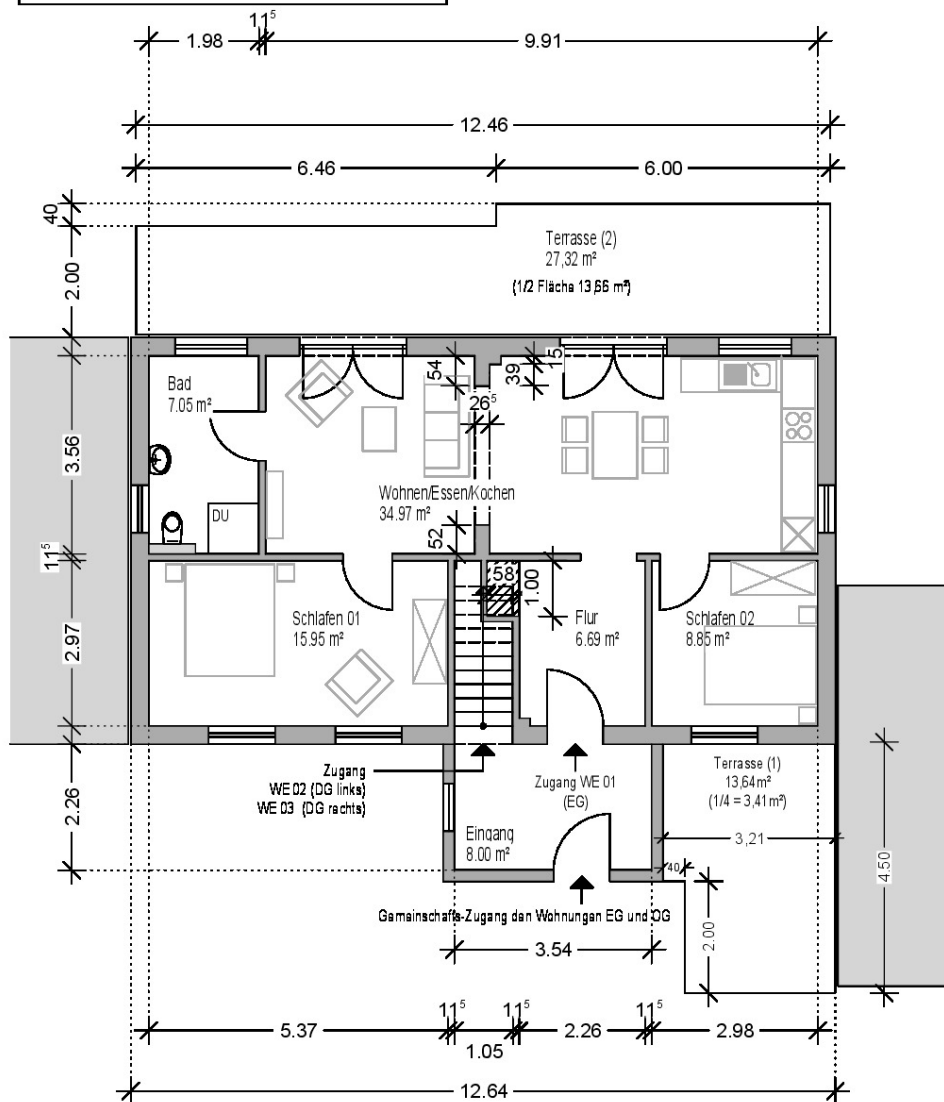 11⁵
1.98
9.91
12.46
6.46
6.00
40
2.00
Terrasse (2)
27,32 m²
(1/2 Fläche 13,66 m²)
Bad
7.05 m²
54
39
15
26⁵
3.56
Wohnen/Essen/Kochen
34.97 m²
DU
52
11⁵
58
1.00
Schlafen 01
15.95 m²
Flur
6.69 m²
Schlafen 02
8.85 m²
2.97
Zugang
WE 02 (DG links)
WE 03 (DG rechts)
Zugang WE 01
(EG)
Terrasse (1)
13,64m²
(1/4 = 3,41m²)
2.26
Eingang
8.00 m²
3,21
40
4.50
Gemeinschafts-Zugang den Wohnungen EG und OG
2.00
3.54
11⁵
11⁵
11⁵
5.37
1.05
2.26
2.98
12.64